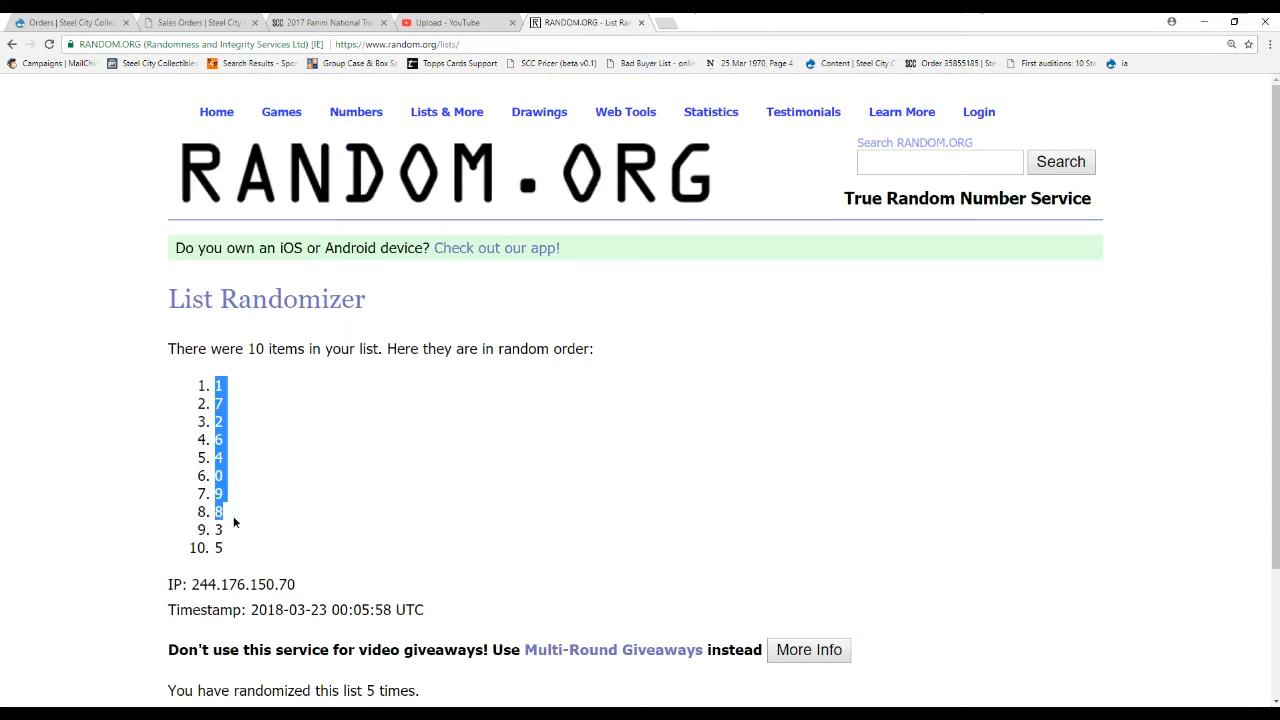 Orders | Steel City Collec
Sales Orders | Steel City
2017 Panini National Tre
Upload - YouTube
RANDOM.ORG - List Ran
RANDOM.ORG (Randomness and Integrity Services Ltd) [IE] | https://www.random.org/lists/
Campaigns | MailChi
Steel City Collectibles
Search Results - Spo
Group Case & Box S
Topps Cards Support
SCC Pricer (beta v0.1)
Bad Buyer List - onlin
25 Mar 1970, Page 4
Content | Steel City C
Order 35855185 | Ste
First auditions: 10 Ste
ia
Home Games Numbers Lists & More Drawings Web Tools Statistics Testimonials Learn More Login
RANDOM.ORG
Search RANDOM.ORG
Search
True Random Number Service
Do you own an iOS or Android device? Check out our app!
List Randomizer
There were 10 items in your list. Here they are in random order:
1. 1
2. 7
3. 2
4. 6
5. 4
6. 0
7. 9
8. 8
9. 3
10. 5
IP: 244.176.150.70
Timestamp: 2018-03-23 00:05:58 UTC
Don't use this service for video giveaways! Use Multi-Round Giveaways instead More Info
You have randomized this list 5 times.